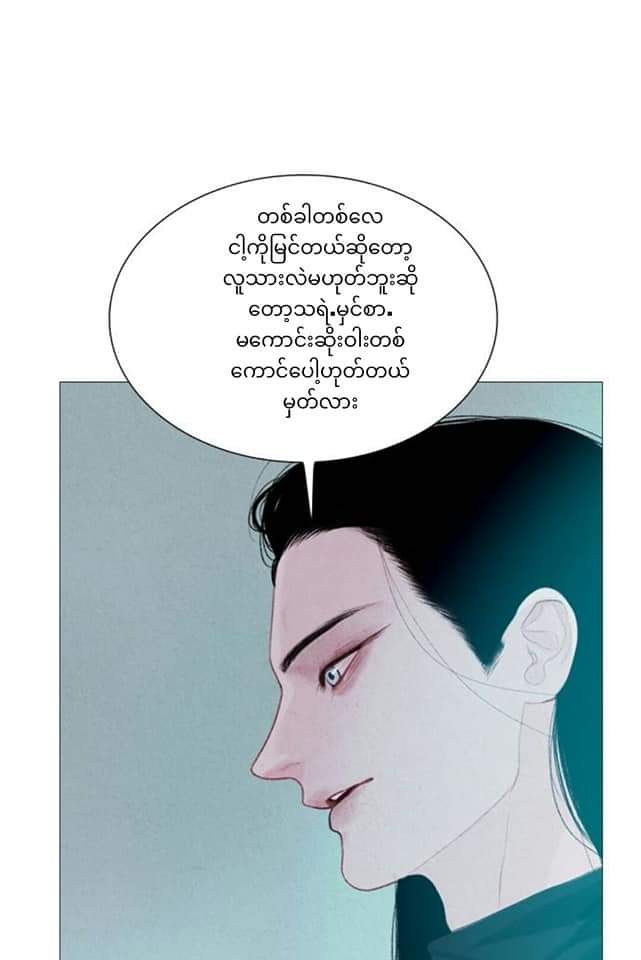 တစ်ခါတစ်လေ
ငါ့ကိုမြင်တယ်ဆိုတော့
လူသားလဲမဟုတ်ဘူးဆို
တော့သရဲ.မှင်စာ.
မကောင်းဆိုးဝါးတစ်
ကောင်ပေါ့ဟုတ်တယ်
မှတ်လား